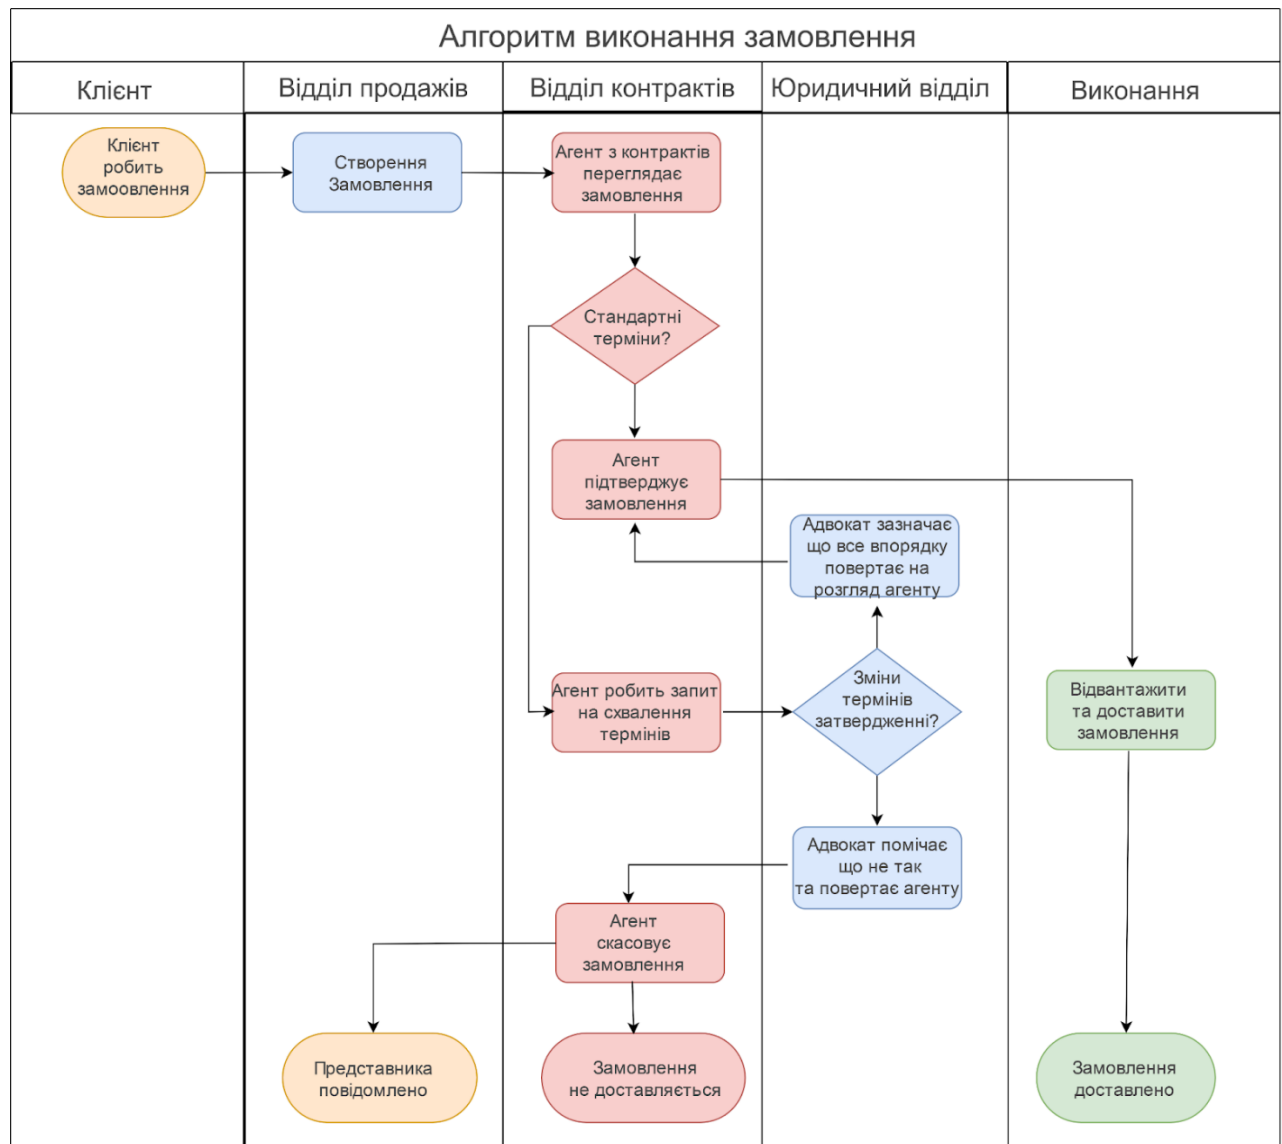 Алгоритм виконання замовлення
Клієнт
Відділ продажів
Відділ контрактів
Юридичний відділ
Виконання
Клієнт
робить
замоовлення
Створення
Замовлення
Агент з контрактів
переглядає
замовлення
Стандартні
терміни?
Агент
підтверджує
замовлення
Адвокат зазначає
що все впорядку
повертає на
розгляд агенту
Агент робить запит
на схвалення
термінів
Зміни
термінів
затвердженні?
Відвантажити
та доставити
замовлення
Адвокат помічає
що не так
та повертає агенту
Агент
скасовує
замовлення
Представника
повідомлено
Замовлення
не доставляється
Замовлення
доставлено